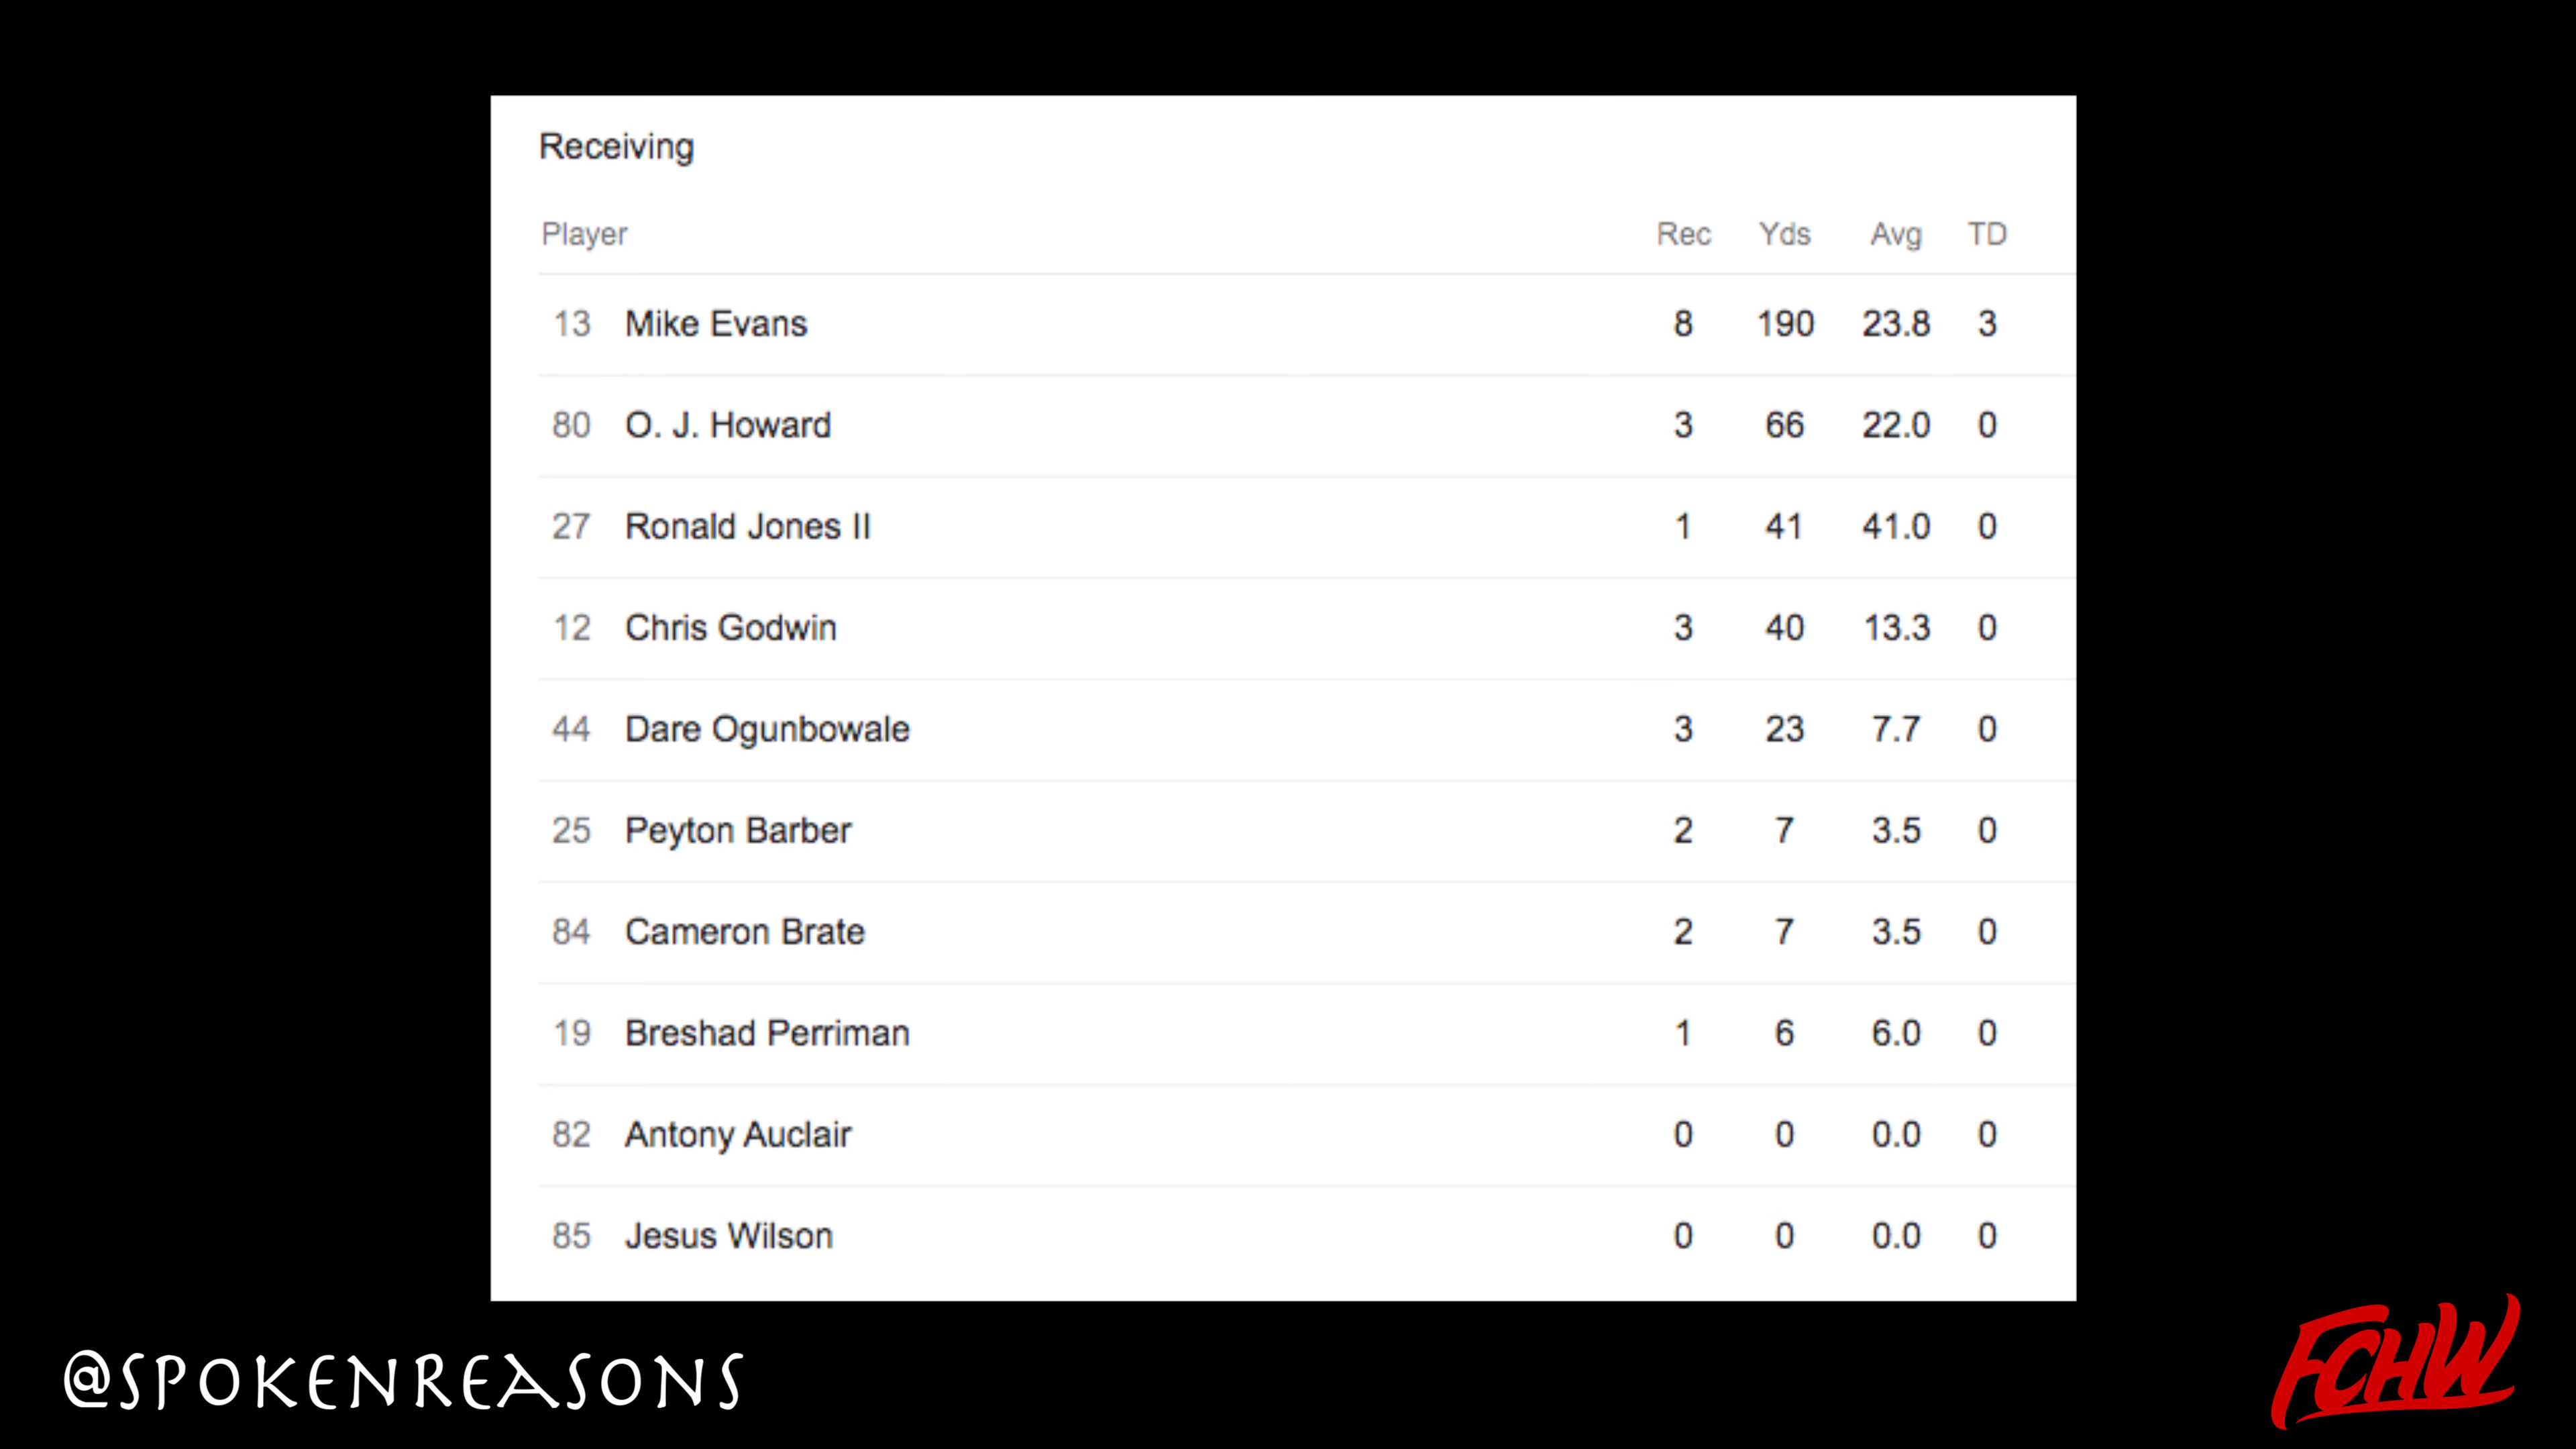 Receiving
Player Rec Yds Avg TD
13 Mike Evans 8 190 23.8 3
80 O. J. Howard 3 66 22.0 0
27 Ronald Jones II 1 41 41.0 0
12 Chris Godwin 3 40 13.3 0
44 Dare Ogunbowale 3 23 7.7 0
25 Peyton Barber 2 7 3.5 0
84 Cameron Brate 2 7 3.5 0
19 Breshad Perriman 1 6 6.0 0
82 Antony Auclair 0 0 0.0 0
85 Jesus Wilson 0 0 0.0 0
@SPOKENREASONS
FCHW